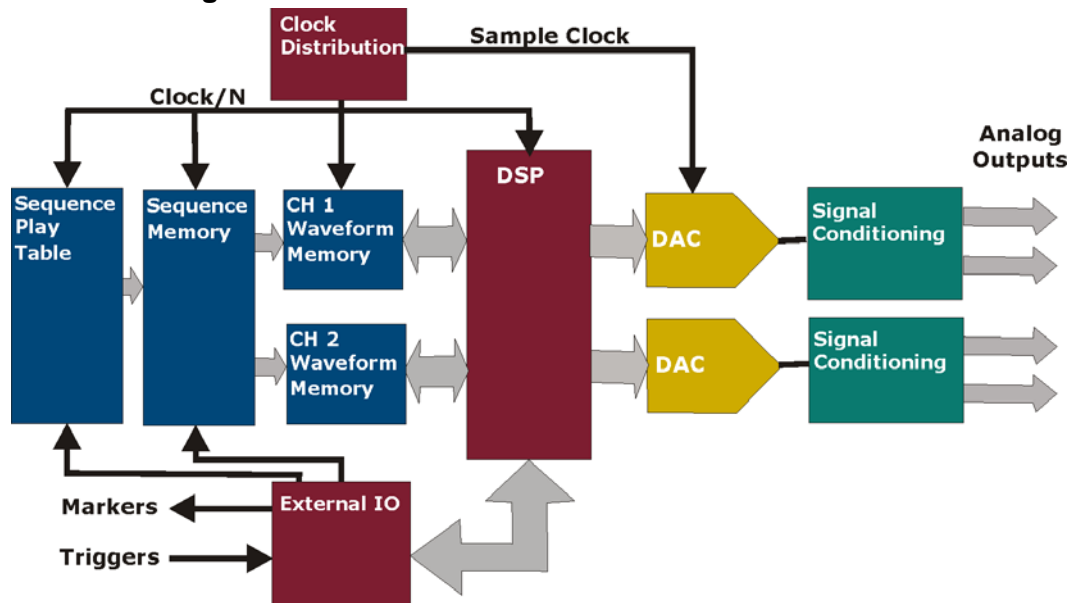 Clock
Distribution
Sample Clock
Clock/N
Analog
Outputs
Sequence
Play
Table
Sequence
Memory
CH 1
Waveform
Memory
DSP
DAC
Signal
Conditioning
CH 2
Waveform
Memory
DAC
Signal
Conditioning
Markers
External IO
Triggers